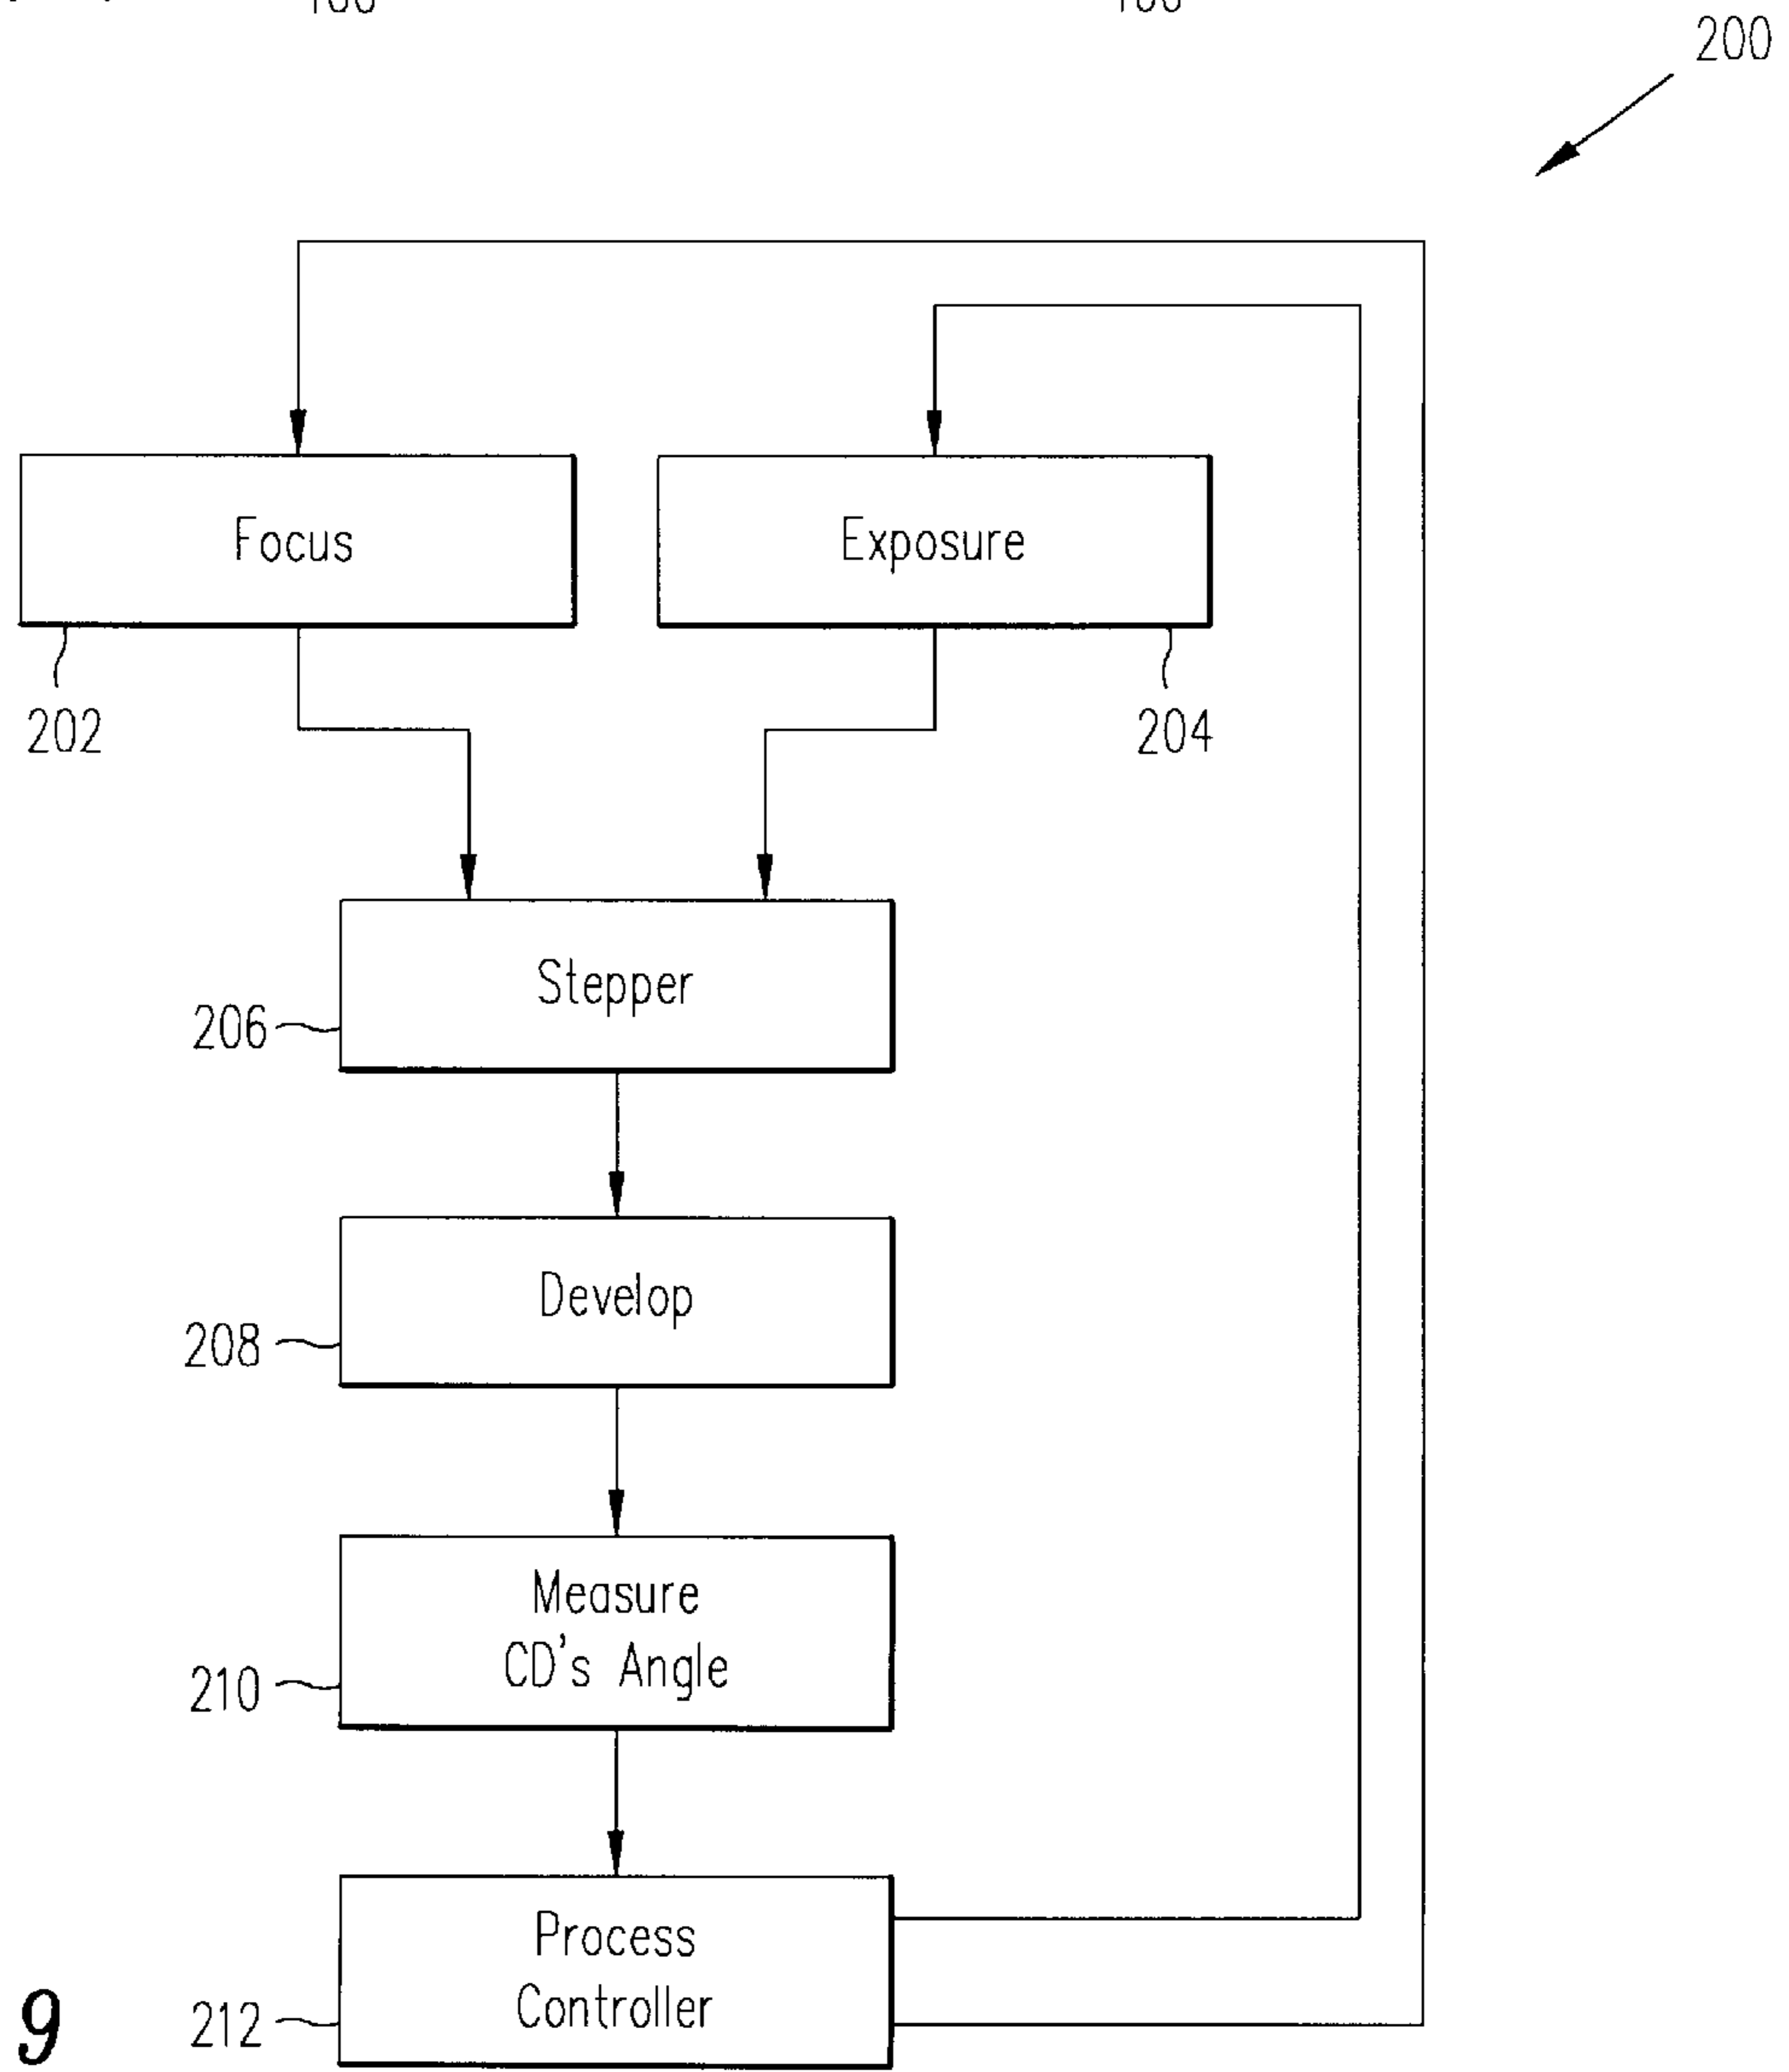 200
Focus
Exposure
202
204
Stepper
206
Develop
208
Measure
CD's Angle
210
Process
Controller
212
9